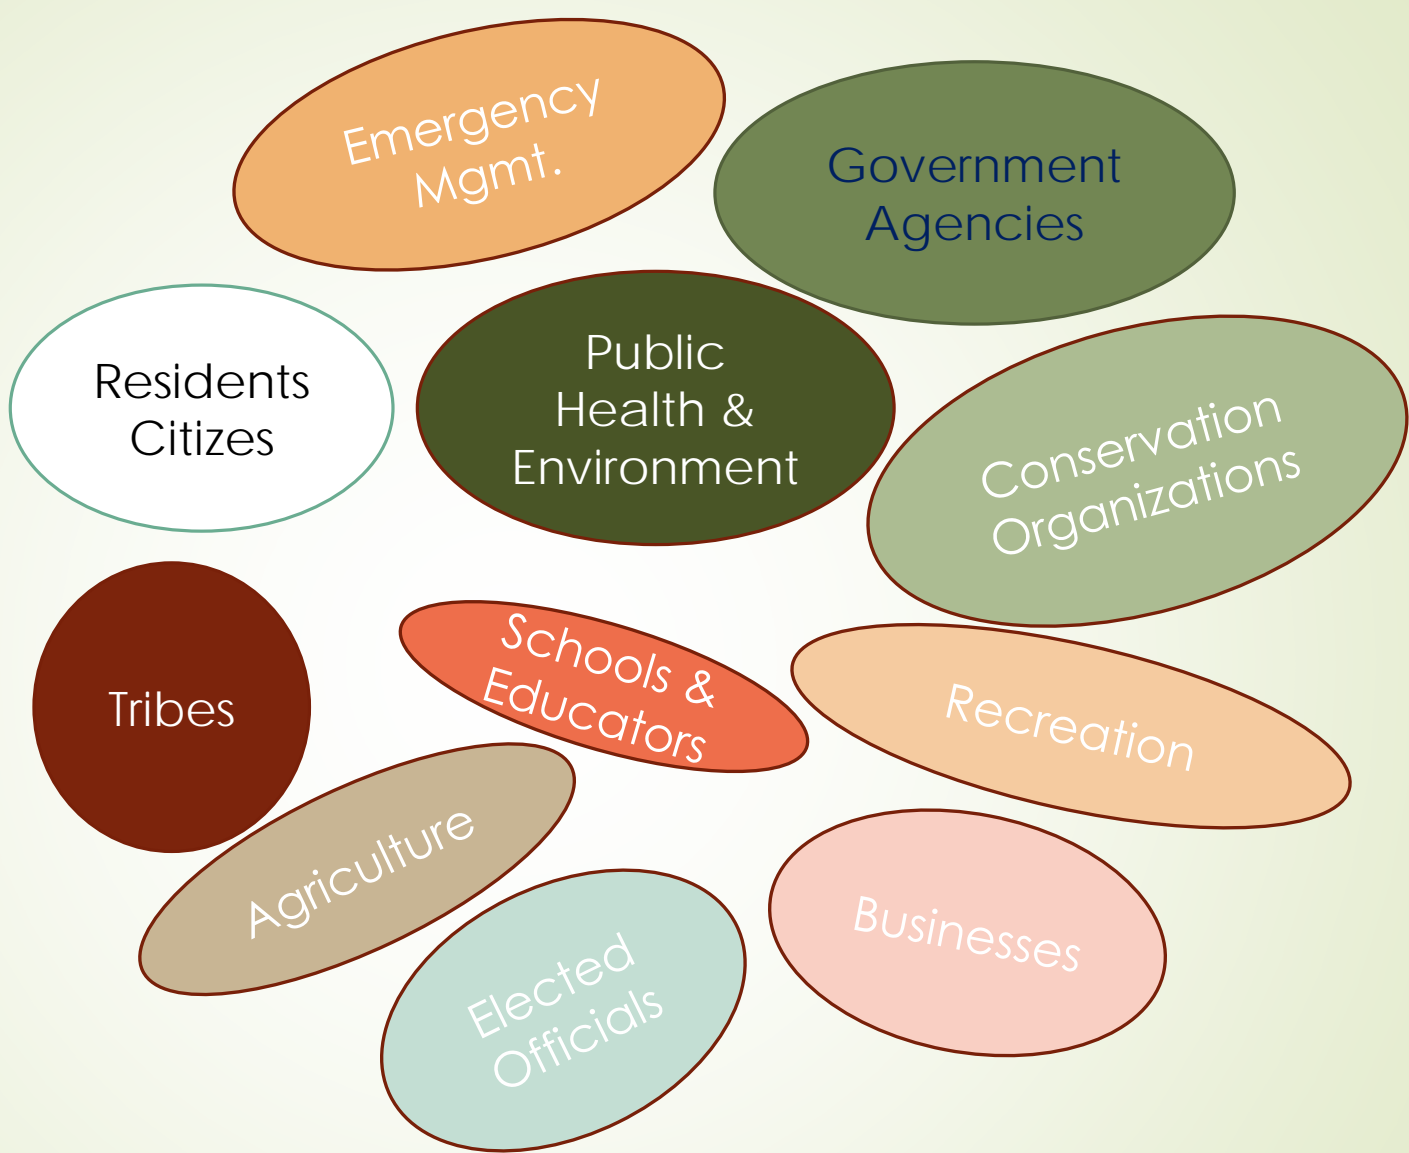 Emergency
Mgmt.
Government
Agencies
Residents
Citizes
Public
Health &
Environment
Conservation
Organizations
Tribes
Schools &
Educators
Recreation
Agriculture
Elected
Officials
Businesses